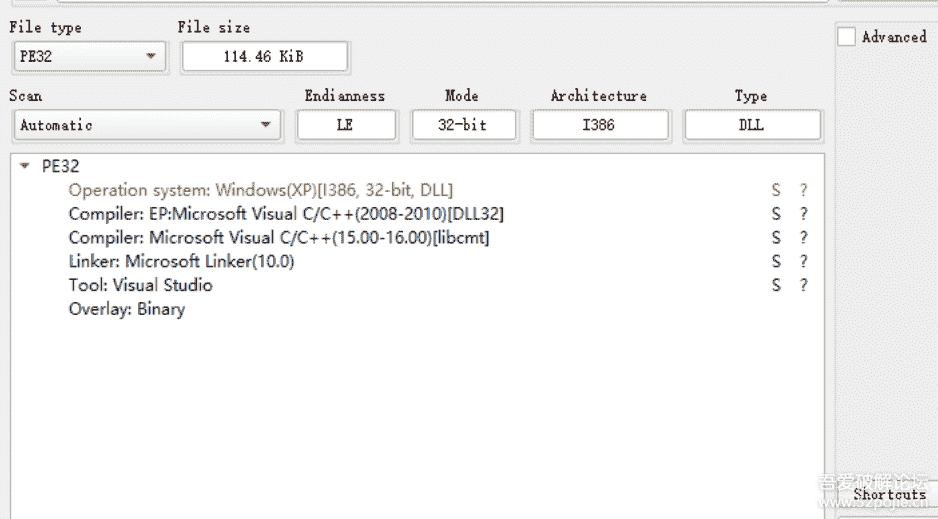 File type File size
PE32 114.46 KiB
Advanced
Scan Endianness Mode Architecture Type
Automatic LE 32-bit I386 DLL
PE32
Operation system: Windows(XP)[I386, 32-bit, DLL] S ?
Compiler: EP:Microsoft Visual C/C++(2008-2010)[DLL32] S ?
Compiler: Microsoft Visual C/C++(15.00-16.00)[libcmt] S ?
Linker: Microsoft Linker(10.0) S ?
Tool: Visual Studio S ?
Overlay: Binary
吾爱破解论坛
Shortcuts
www.52pojie.cn